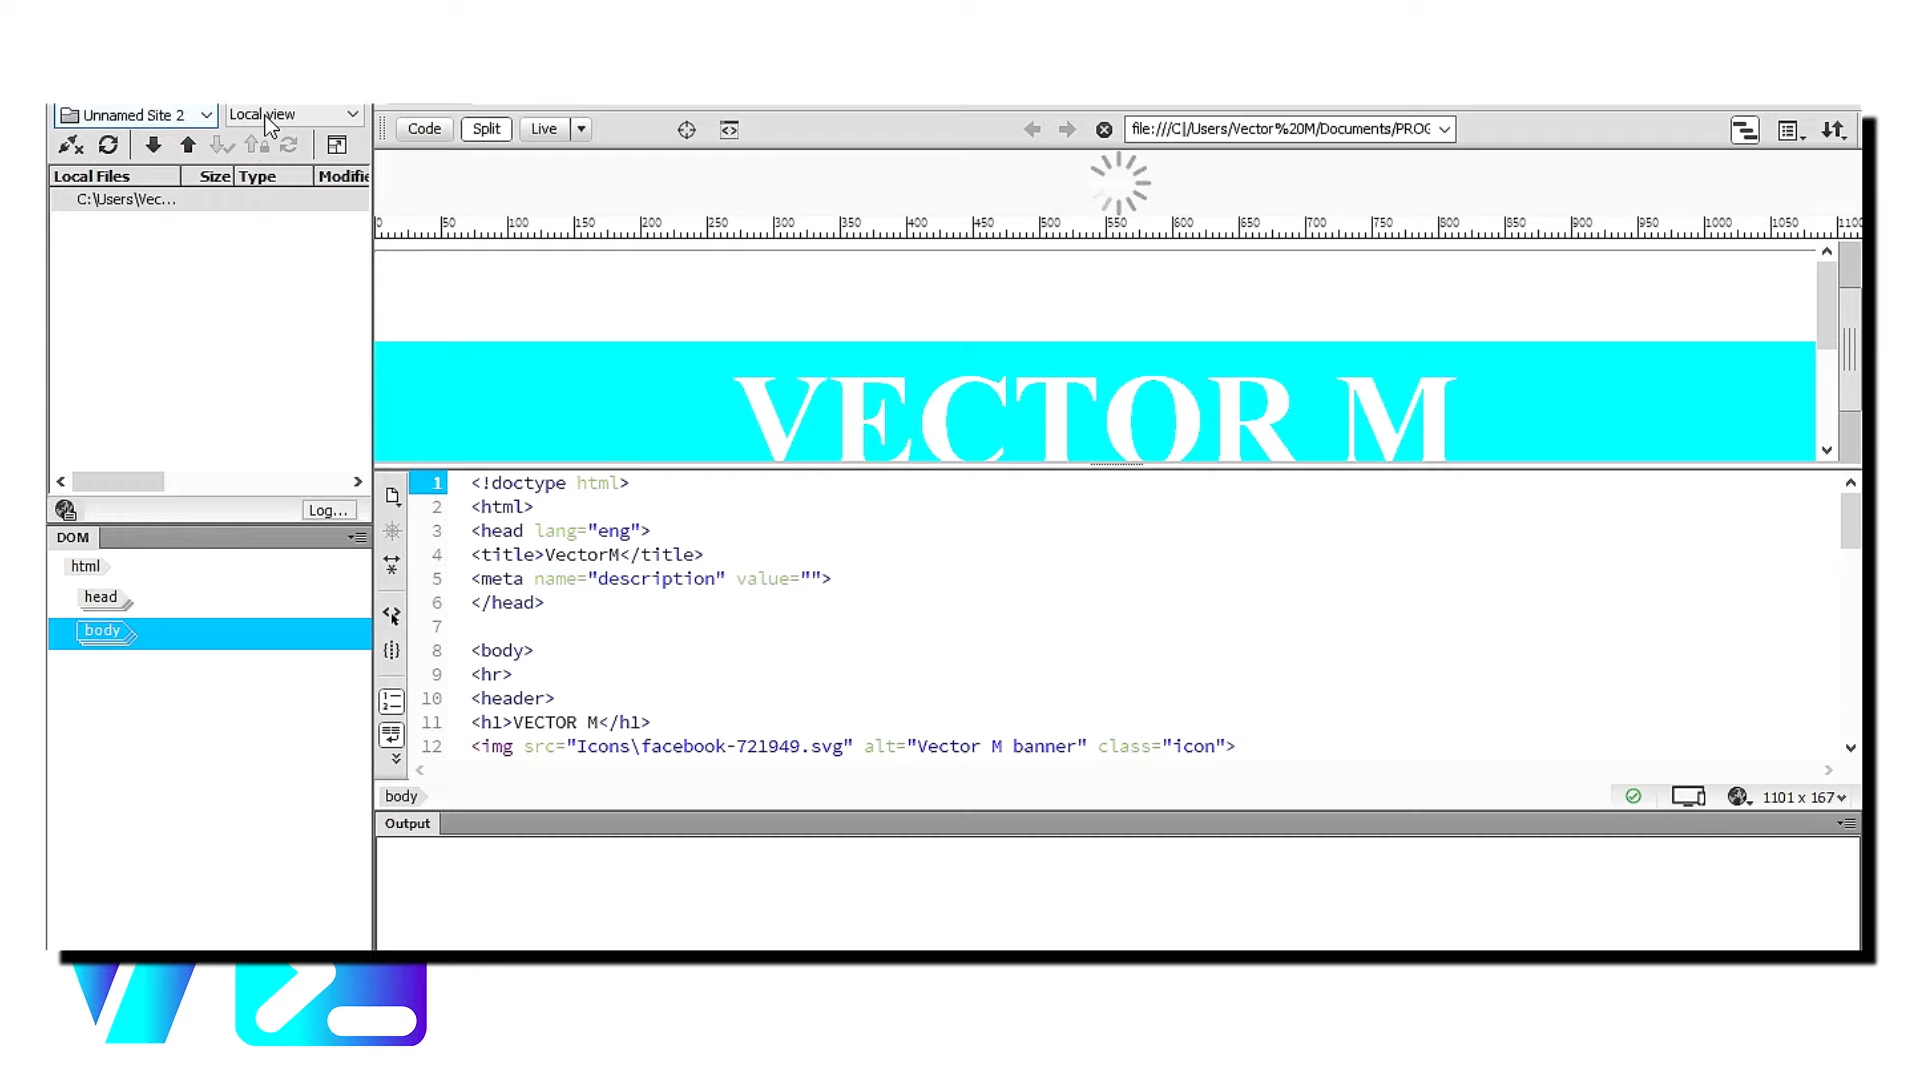 Unnamed Site 2
Local view
Code
Split
Live
file:///C|/Users/Vector%20M/Documents/PROG
Local Files
Size
Type
Modifie
C:\Users\Vec...
0 50 100 150 200 250 300 350 400 450 500 550 600 650 700 750 800 850 900 950 1000 1050 1100
VECTOR M
Log...
DOM
html
head
body
1 <!doctype html>
2 <html>
3 <head lang="eng">
4 <title>VectorM</title>
5 <meta name="description" value="">
6 </head>
7
8 <body>
9 <hr>
10 <header>
11 <h1>VECTOR M</h1>
12 <img src="Icons\facebook-721949.svg" alt="Vector M banner" class="icon">
body
1101 x 167
Output